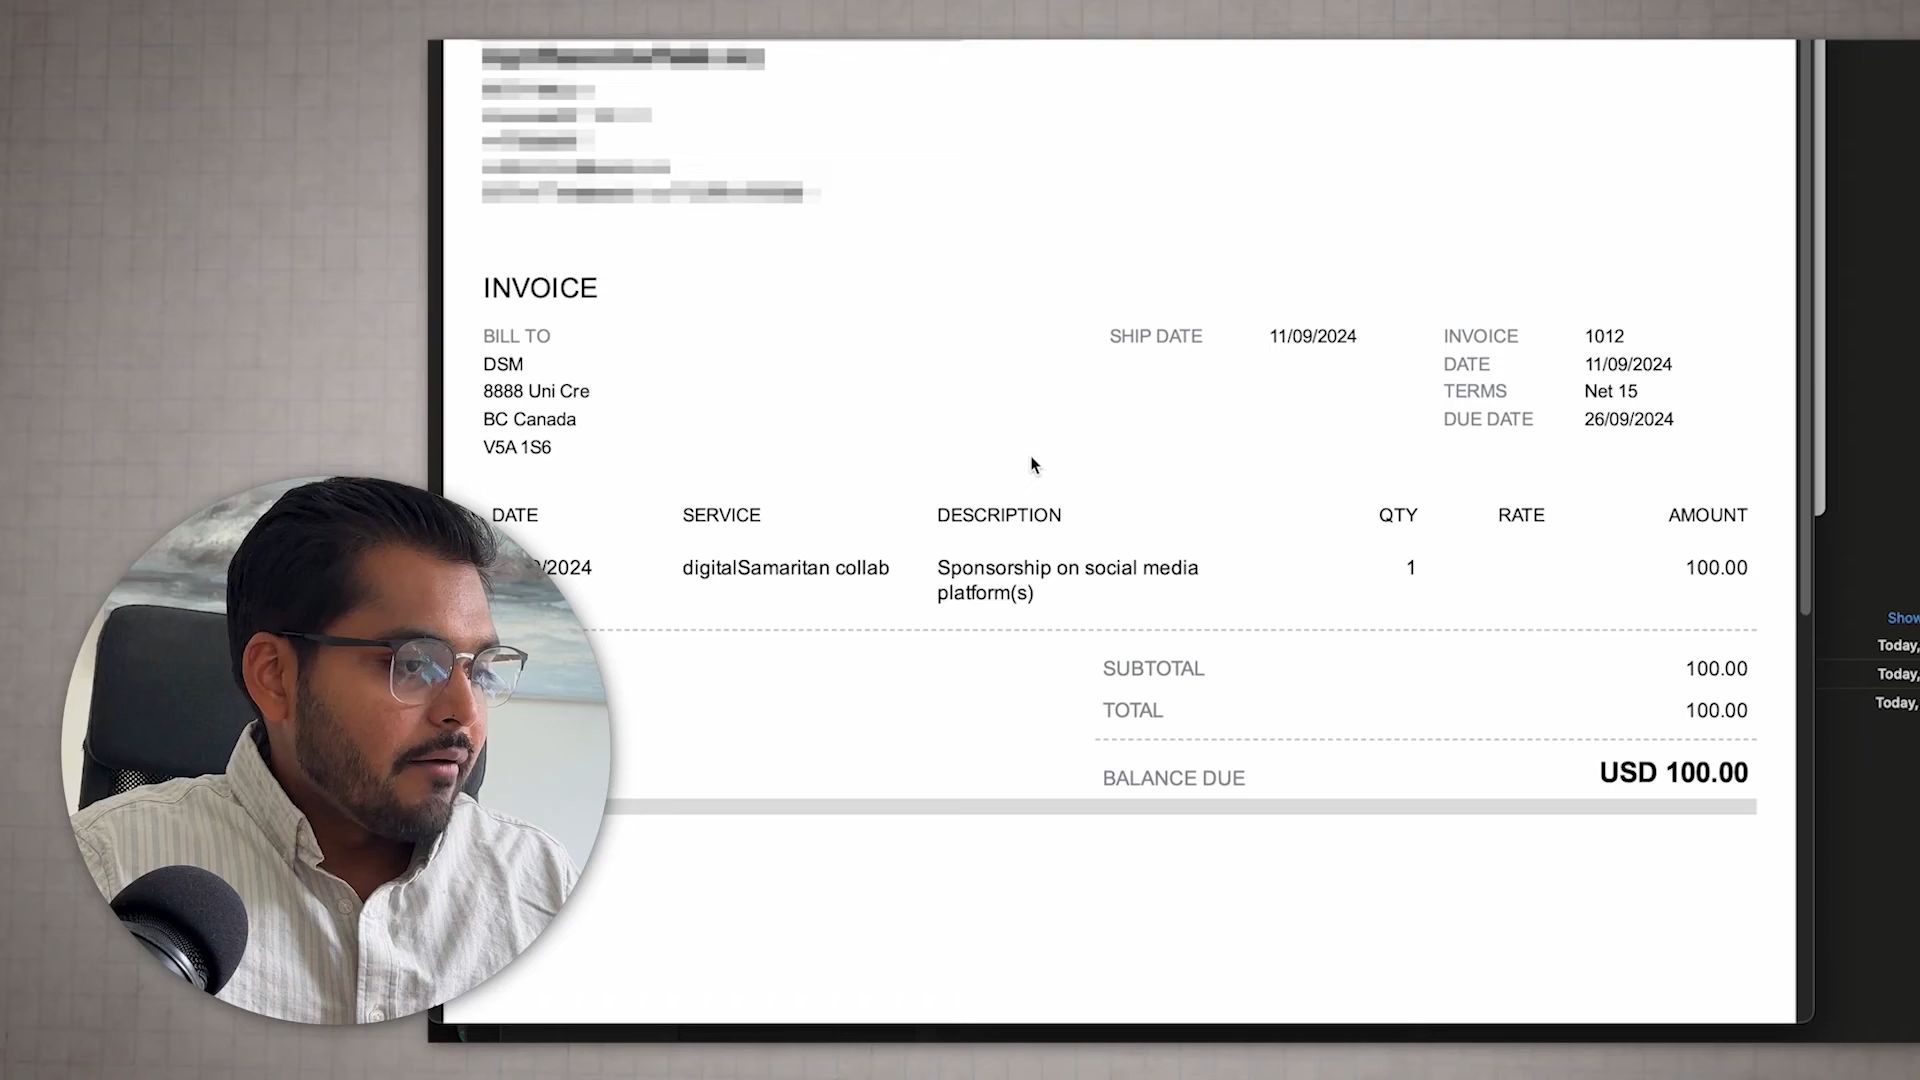 INVOICE
BILL TO
DSM
8888 Uni Cre
BC Canada
V5A 1S6
SHIP DATE 11/09/2024
INVOICE 1012
DATE 11/09/2024
TERMS Net 15
DUE DATE 26/09/2024
DATE SERVICE DESCRIPTION QTY RATE AMOUNT
/2024 digitalSamaritan collab Sponsorship on social media 1 100.00
platform(s)
SUBTOTAL 100.00
TOTAL 100.00
BALANCE DUE USD 100.00
Show
Today,
Today,
Today,